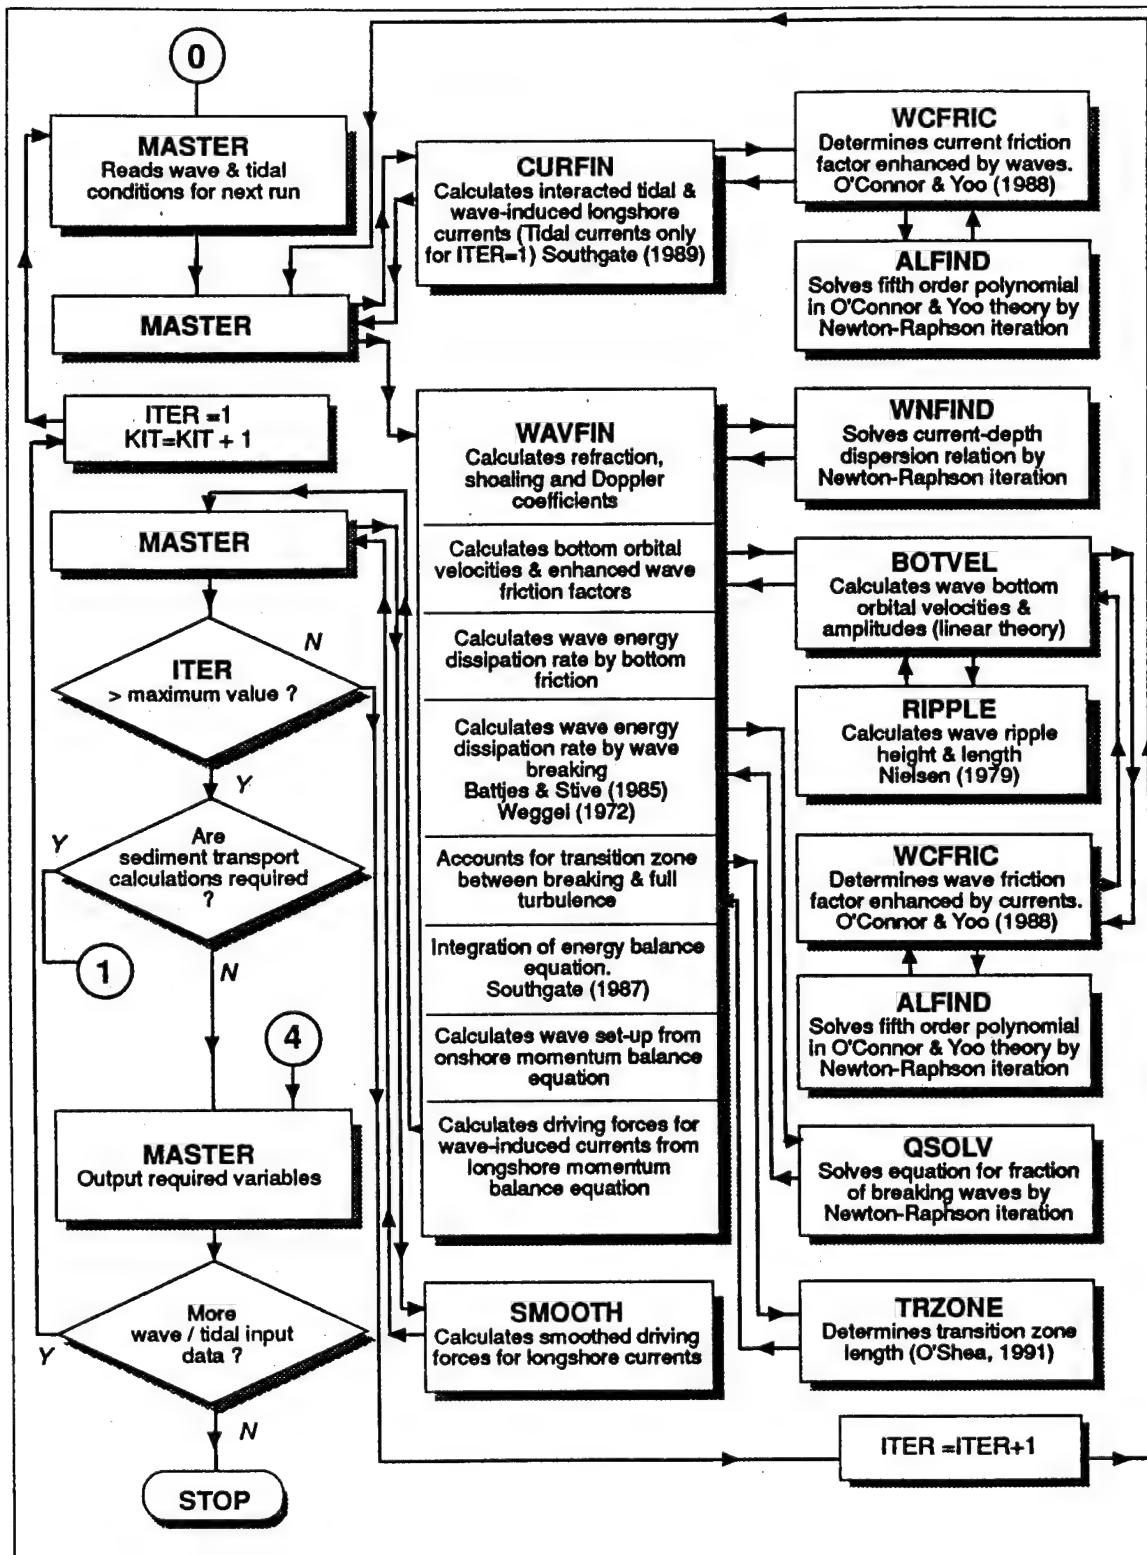 0
MASTER
Reads wave & tidal
conditions for next run
MASTER
ITER =1
KIT=KIT + 1
MASTER
ITER
> maximum value ?
N
Y
Are
sediment transport
calculations required
?
Y
N
1
4
MASTER
Output required variables
More
wave / tidal input
data ?
Y
N
STOP
CURFIN
Calculates interacted tidal &
wave-induced longshore
currents (Tidal currents only
for ITER=1) Southgate (1989)
WAVFIN
Calculates refraction,
shoaling and Doppler
coefficients
Calculates bottom orbital
velocities & enhanced wave
friction factors
Calculates wave energy
dissipation rate by bottom
friction
Calculates wave energy
dissipation rate by wave
breaking
Battjes & Stive (1985)
Weggel (1972)
Accounts for transition zone
between breaking & full
turbulence
Integration of energy balance
equation.
Southgate (1987)
Calculates wave set-up from
onshore momentum balance
equation
Calculates driving forces for
wave-induced currents from
longshore momentum
balance equation
SMOOTH
Calculates smoothed driving
forces for longshore currents
WCFRIC
Determines current friction
factor enhanced by waves.
O'Connor & Yoo (1988)
ALFIND
Solves fifth order polynomial
in O'Connor & Yoo theory by
Newton-Raphson iteration
WNFIND
Solves current-depth
dispersion relation by
Newton-Raphson iteration
BOTVEL
Calculates wave bottom
orbital velocities &
amplitudes (linear theory)
RIPPLE
Calculates wave ripple
height & length
Nielsen (1979)
WCFRIC
Determines wave friction
factor enhanced by currents.
O'Connor & Yoo (1988)
ALFIND
Solves fifth order polynomial
in O'Connor & Yoo theory by
Newton-Raphson iteration
QSOLV
Solves equation for fraction
of breaking waves by
Newton-Raphson iteration
TRZONE
Determines transition zone
length (O'Shea, 1991)
ITER =ITER+1